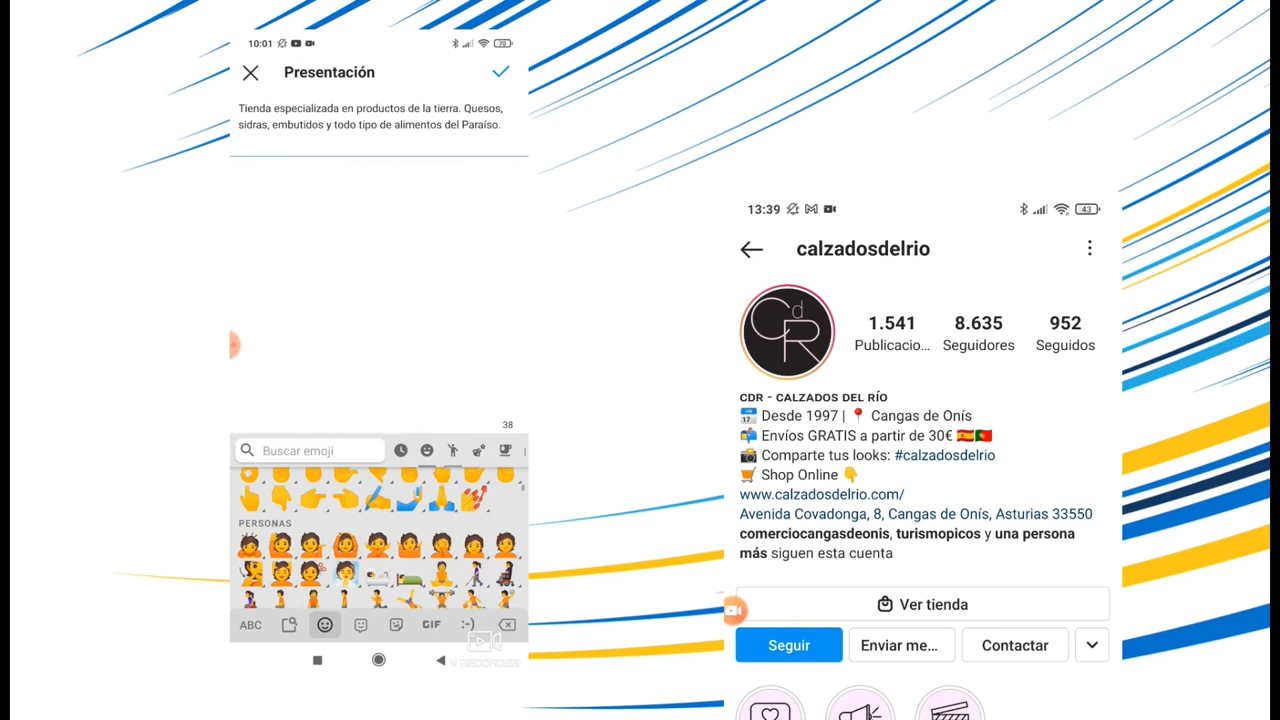 10:01
70
Presentación
Tienda especializada en productos de la tierra. Quesos,
sidras, embutidos y todo tipo de alimentos del Paraíso.
38
Buscar emoji
PERSONAS
ABC
GIF
:-)
V RECORDER
13:39
43
calzadosdelrio
CdR
1.541
8.635
952
Publicacio...
Seguidores
Seguidos
CDR - CALZADOS DEL RÍO
17 Desde 1997 | 📍 Cangas de Onís
📬 Envíos GRATIS a partir de 30€ 🇪🇸🇵🇹
📸 Comparte tus looks: #calzadosdelrio
🛒 Shop Online 👇
www.calzadosdelrio.com/
Avenida Covadonga, 8, Cangas de Onís, Asturias 33550
comerciocangasdeonis, turismopicos y una persona
más siguen esta cuenta
Ver tienda
Seguir
Enviar me...
Contactar